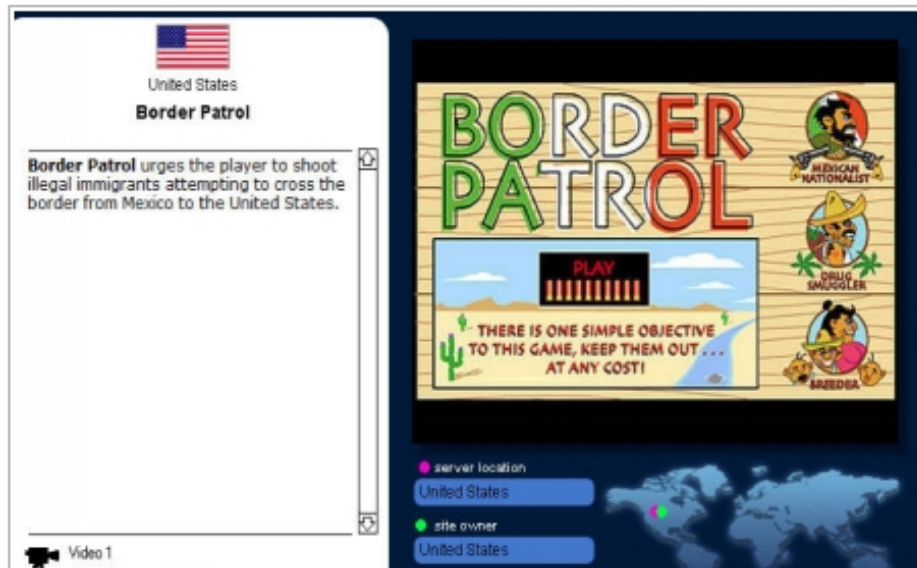 United States
Border Patrol
Border Patrol urges the player to shoot
illegal immigrants attempting to cross the
border from Mexico to the United States.
Video 1
BORDER
PATROL
PLAY
THERE IS ONE SIMPLE OBJECTIVE
TO THIS GAME, KEEP THEM OUT ...
AT ANY COST!
MEXICAN
NATIONALIST
DRUG
SMUGGLER
BREEDER
server location
United States
site owner
United States